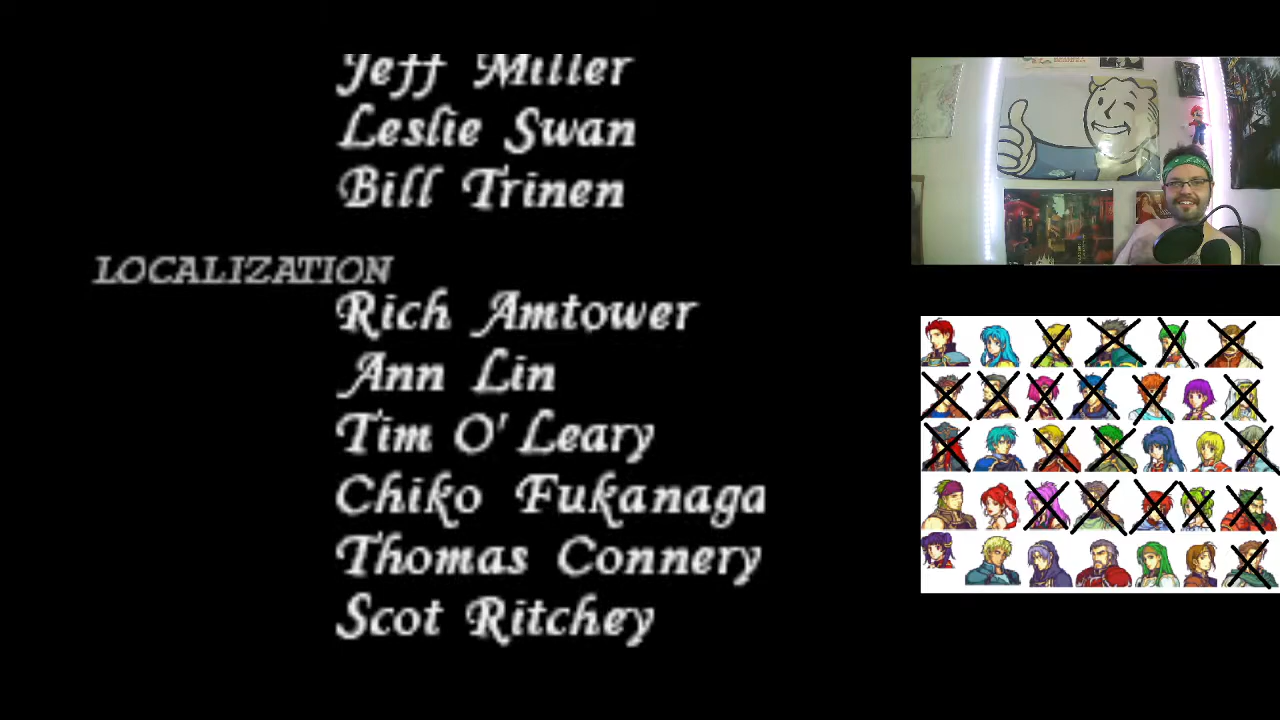 Jeff Miller
Leslie Swan
Bill Trinen
LOCALIZATION
Rich Amtower
Ann Lin
Tim O'Leary
Chiko Fukanaga
Thomas Connery
Scot Ritchey